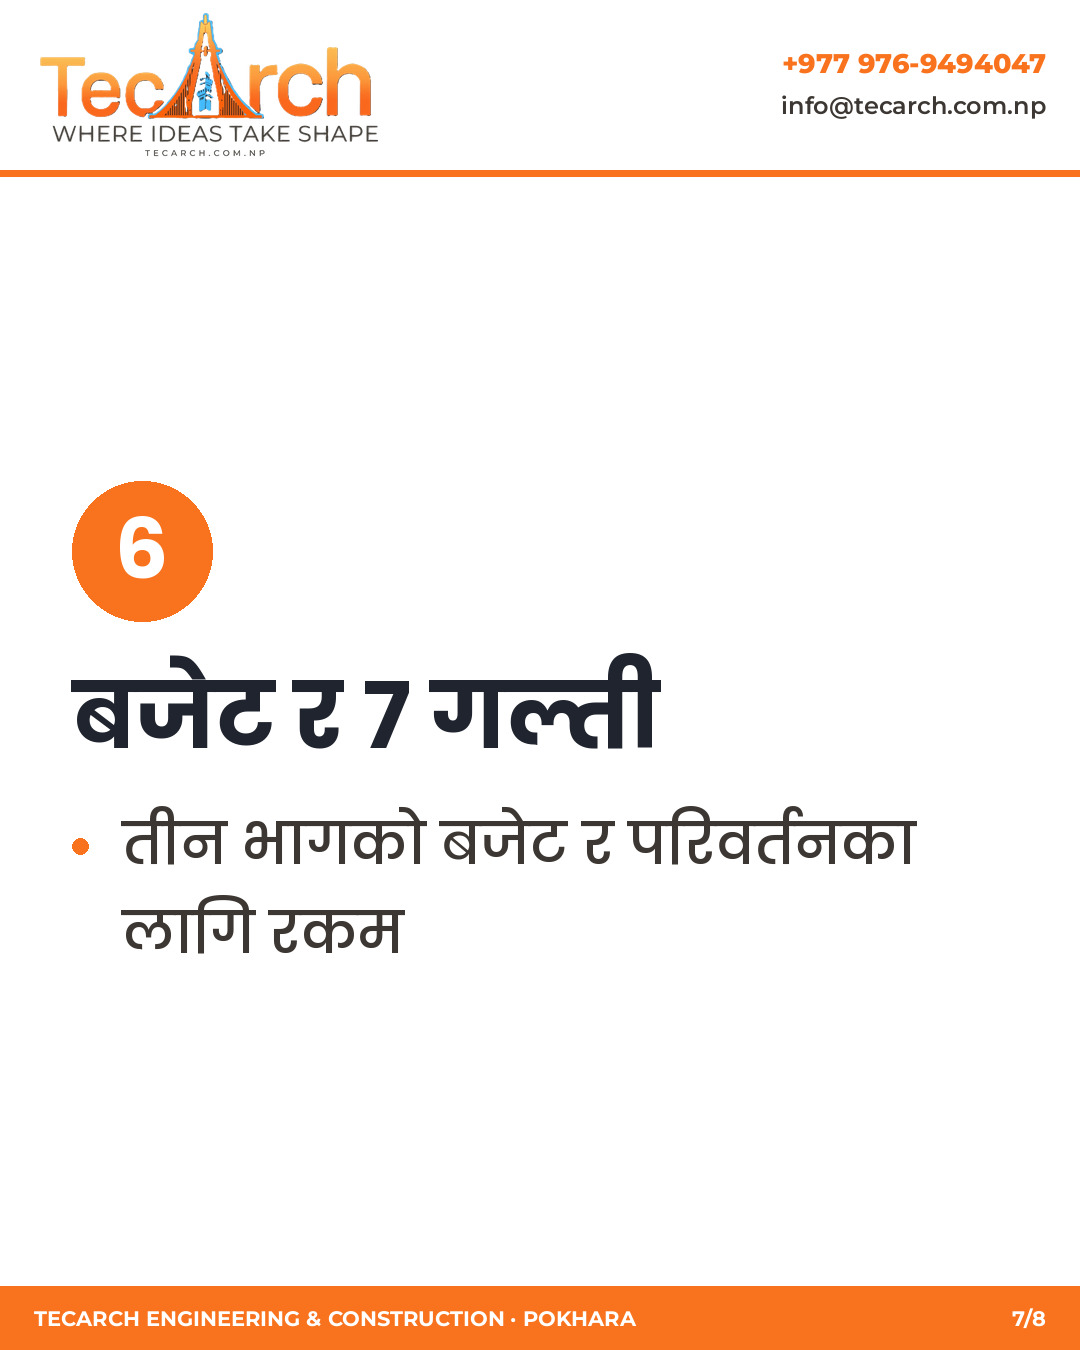 TecArch
WHERE IDEAS TAKE SHAPE
TECARCH.COM.NP
+977 976-9494047
info@tecarch.com.np
6
बजेट र 7 गल्ती
• तीन भागको बजेट र परिवर्तनका
लागि रकम
TECARCH ENGINEERING & CONSTRUCTION · POKHARA
7/8